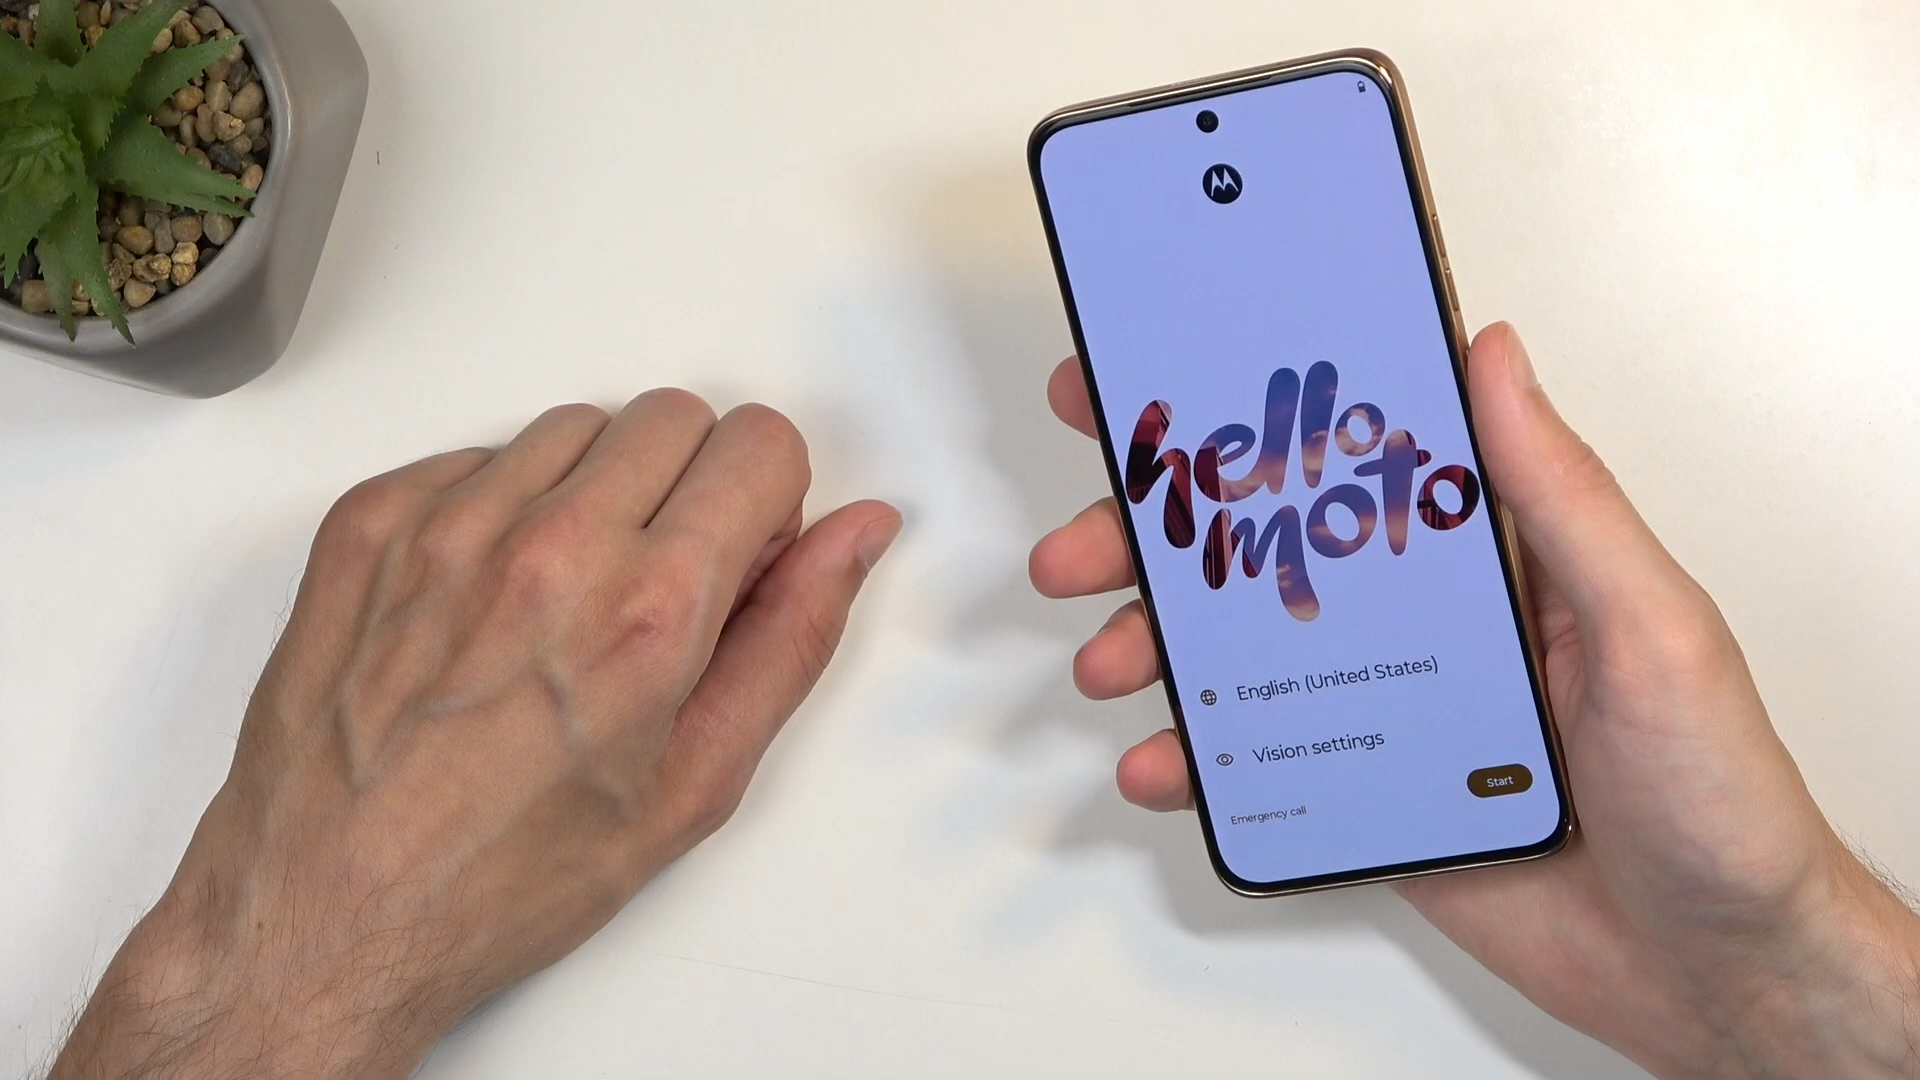 hello
moto
English (United States)
Vision settings
Start
Emergency call